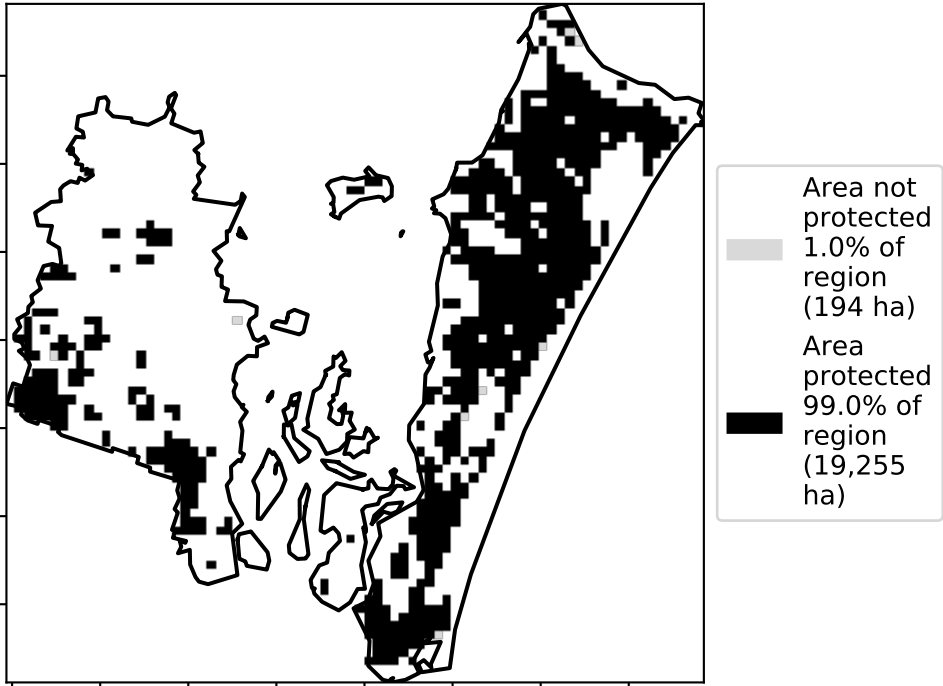 Area not
protected
1.0% of
region
(194 ha)
Area
protected
99.0% of
region
(19,255
ha)